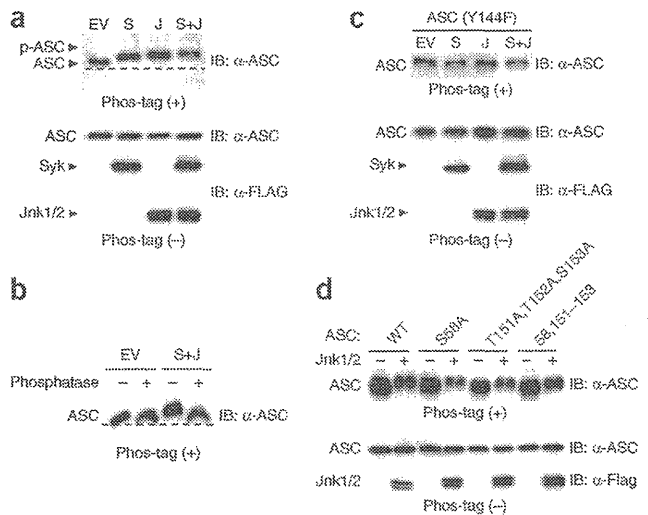 a
EV S J S+J
p-ASC
ASC
IB: α-ASC
Phos-tag (+)
ASC
IB: α-ASC
Syk
IB: α-FLAG
Jnk1/2
Phos-tag (–)
b
EV S+J
Phosphatase – + – +
ASC
IB: α-ASC
Phos-tag (+)
c
ASC (Y144F)
EV S J S+J
ASC
IB: α-ASC
Phos-tag (+)
ASC
IB: α-ASC
Syk
IB: α-FLAG
Jnk1/2
Phos-tag (–)
d
ASC: WT S58A T151A,T152A,S153A 58,151–153
Jnk1/2 – + – + – + – +
ASC
IB: α-ASC
Phos-tag (+)
ASC
IB: α-ASC
Jnk1/2
IB: α-Flag
Phos-tag (–)